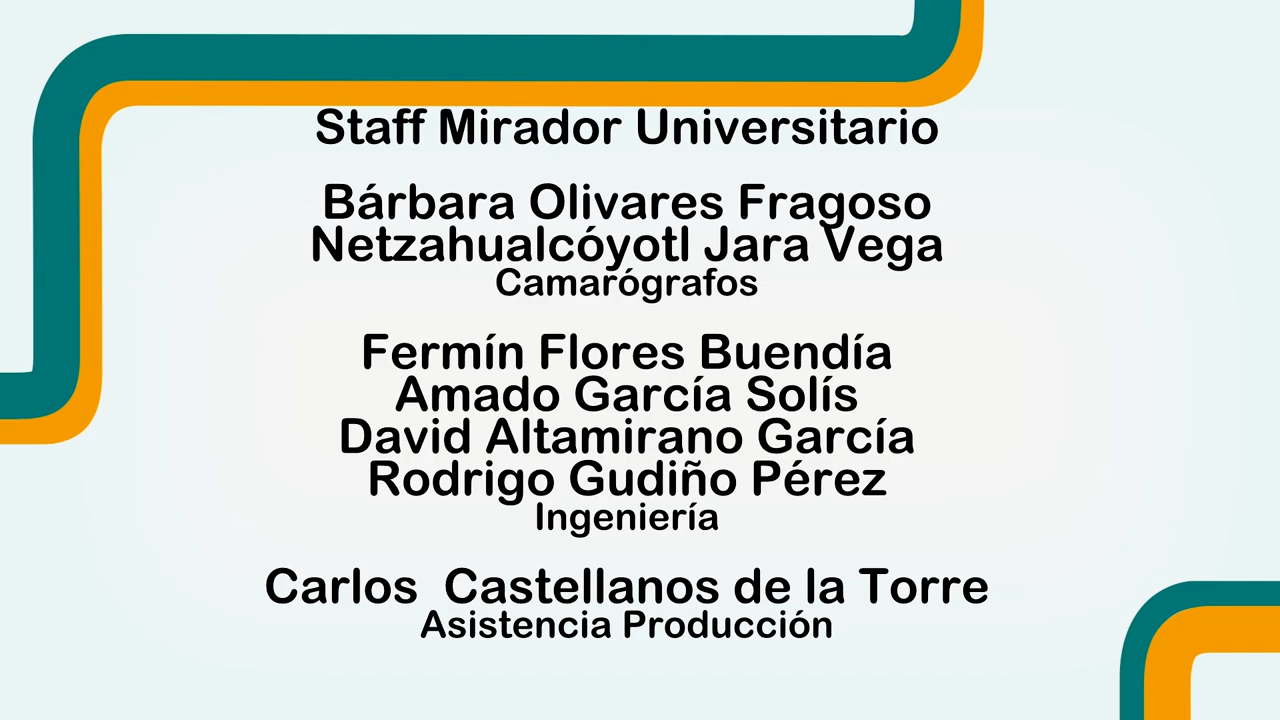 Staff Mirador Universitario
Bárbara Olivares Fragoso
Netzahualcóyotl Jara Vega
Camarógrafos
Fermín Flores Buendía
Amado García Solís
David Altamirano García
Rodrigo Gudiño Pérez
Ingeniería
Carlos  Castellanos de la Torre
Asistencia Producción